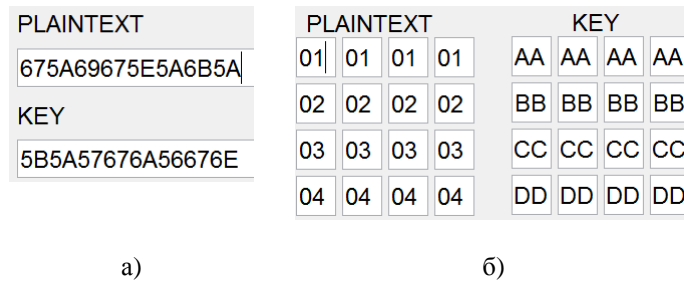 PLAINTEXT
675A69675E5A6B5A
KEY
5B5A57676A56676E
PLAINTEXT KEY
01 01 01 01 AA AA AA AA
02 02 02 02 BB BB BB BB
03 03 03 03 CC CC CC CC
04 04 04 04 DD DD DD DD
а) б)